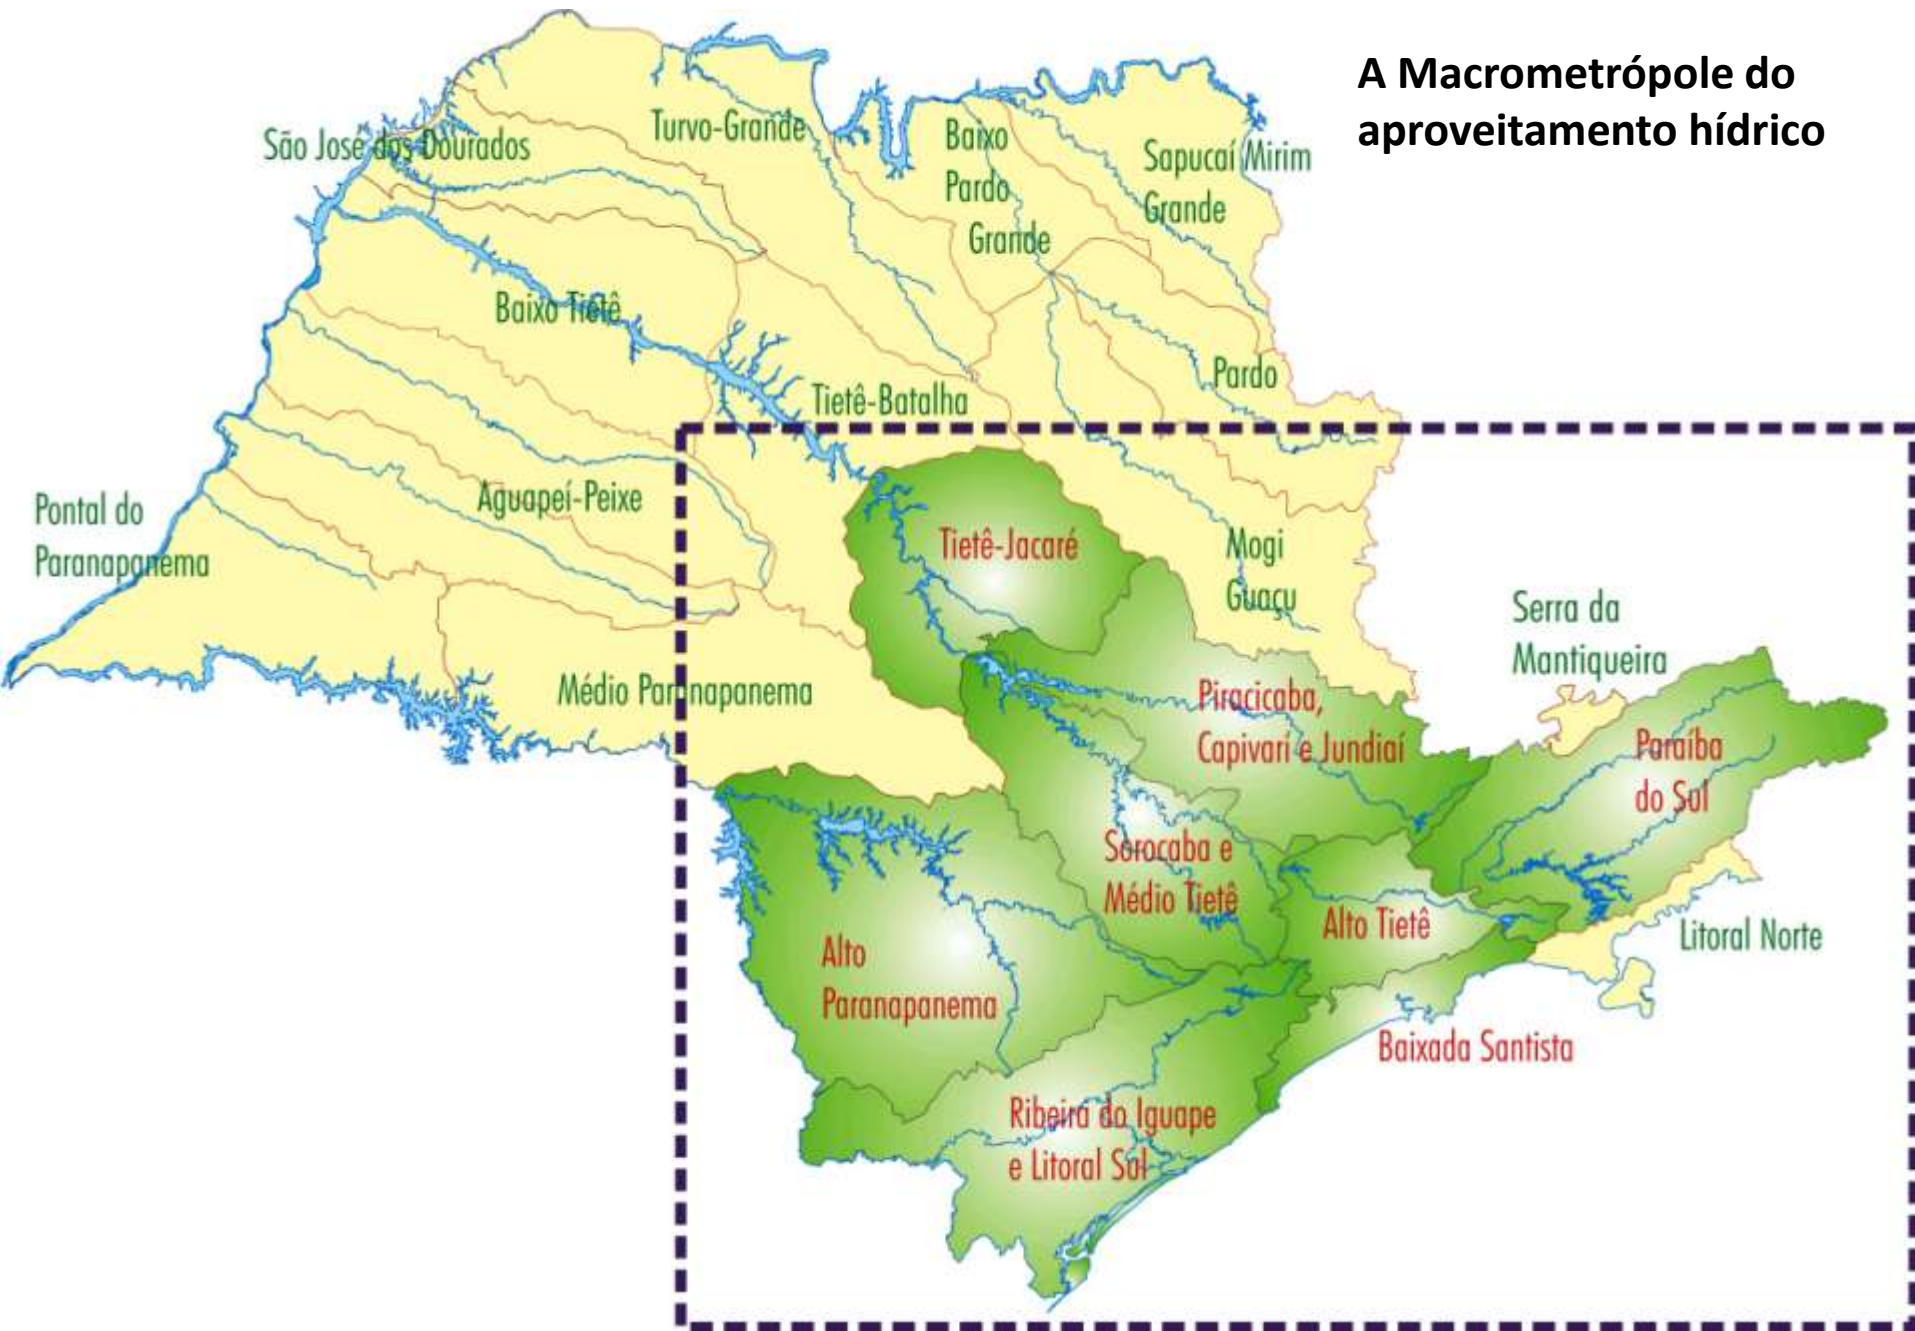 A Macrometrópole do
aproveitamento hídrico
São José dos Dourados
Turvo-Grande
Baixo
Pardo
Grande
Sapucaí Mirim
Grande
Baixo Tietê
Pardo
Tietê-Batalha
Aguapeí-Peixe
Pontal do
Paranapanema
Tietê-Jacaré
Mogi
Guaçu
Serra da
Mantiqueira
Médio Paranapanema
Piracicaba,
Capivari e Jundiaí
Paraíba
do Sul
Sorocaba e
Médio Tietê
Alto Tietê
Litoral Norte
Alto
Paranapanema
Baixada Santista
Ribeira do Iguape
e Litoral Sul